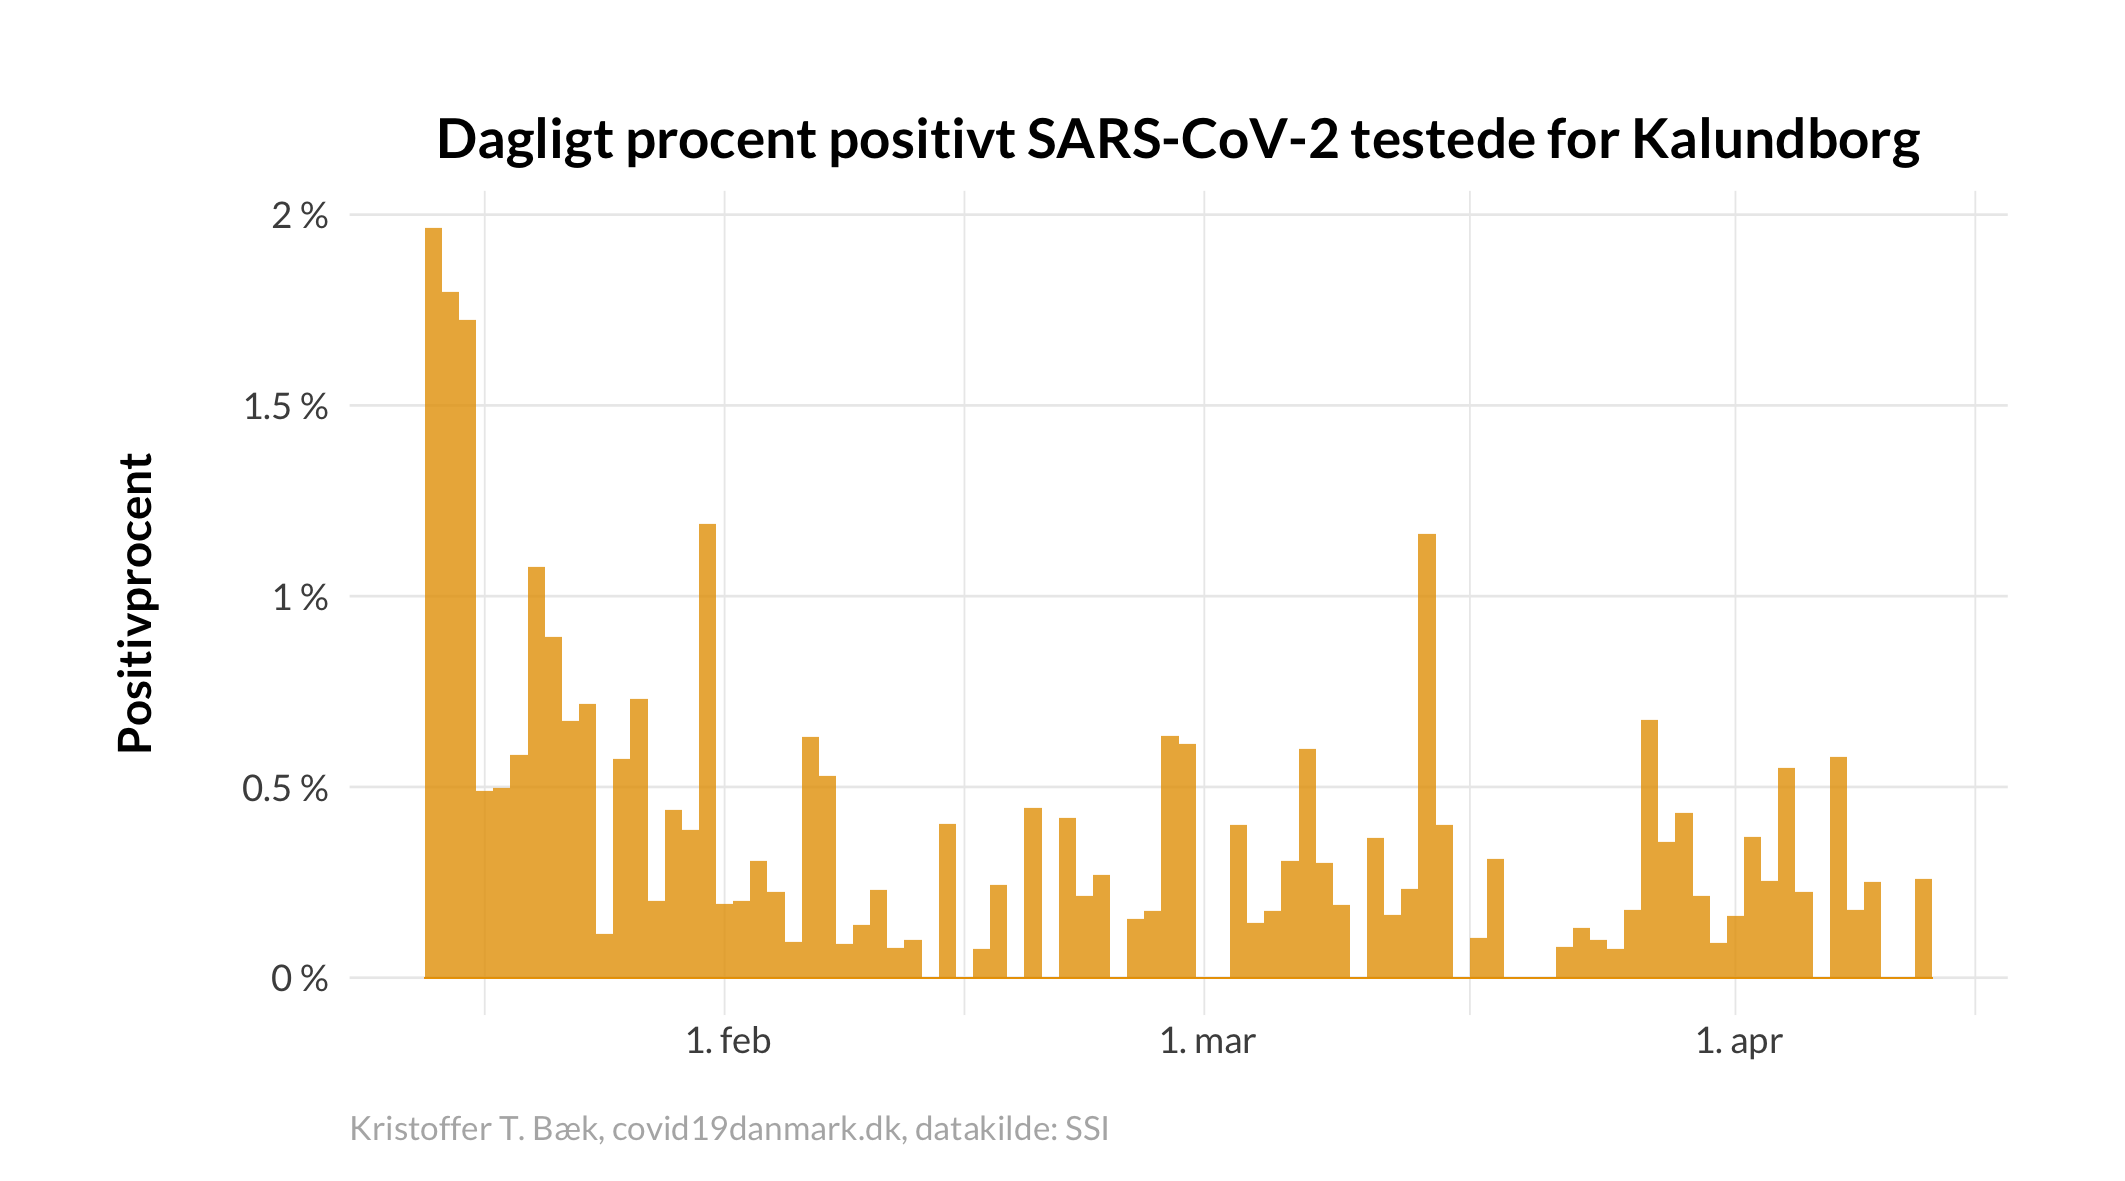 Dagligt procent positivt SARS-CoV-2 testede for Kalundborg
Positivprocent
2 %
1.5 %
1 %
0.5 %
0 %
1. feb
1. mar
1. apr
Kristoffer T. Bæk, covid19danmark.dk, datakilde: SSI